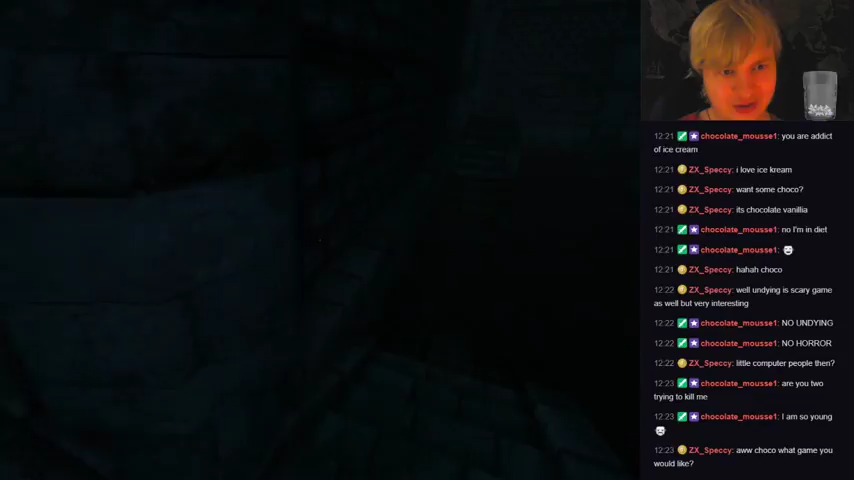 12:21 chocolate_mousse1: you are addict
of ice cream
12:21 ZX_Speccy: i love ice kream
12:21 ZX_Speccy: want some choco?
12:21 ZX_Speccy: its chocolate vanillia
12:21 chocolate_mousse1: no I'm in diet
12:21 chocolate_mousse1:
12:21 ZX_Speccy: hahah choco
12:22 ZX_Speccy: well undying is scary game
as well but very interesting
12:22 chocolate_mousse1: NO UNDYING
12:22 chocolate_mousse1: NO HORROR
12:22 ZX_Speccy: little computer people then?
12:23 chocolate_mousse1: are you two
trying to kill me
12:23 chocolate_mousse1: I am so young
12:23 ZX_Speccy: aww choco what game you
would like?